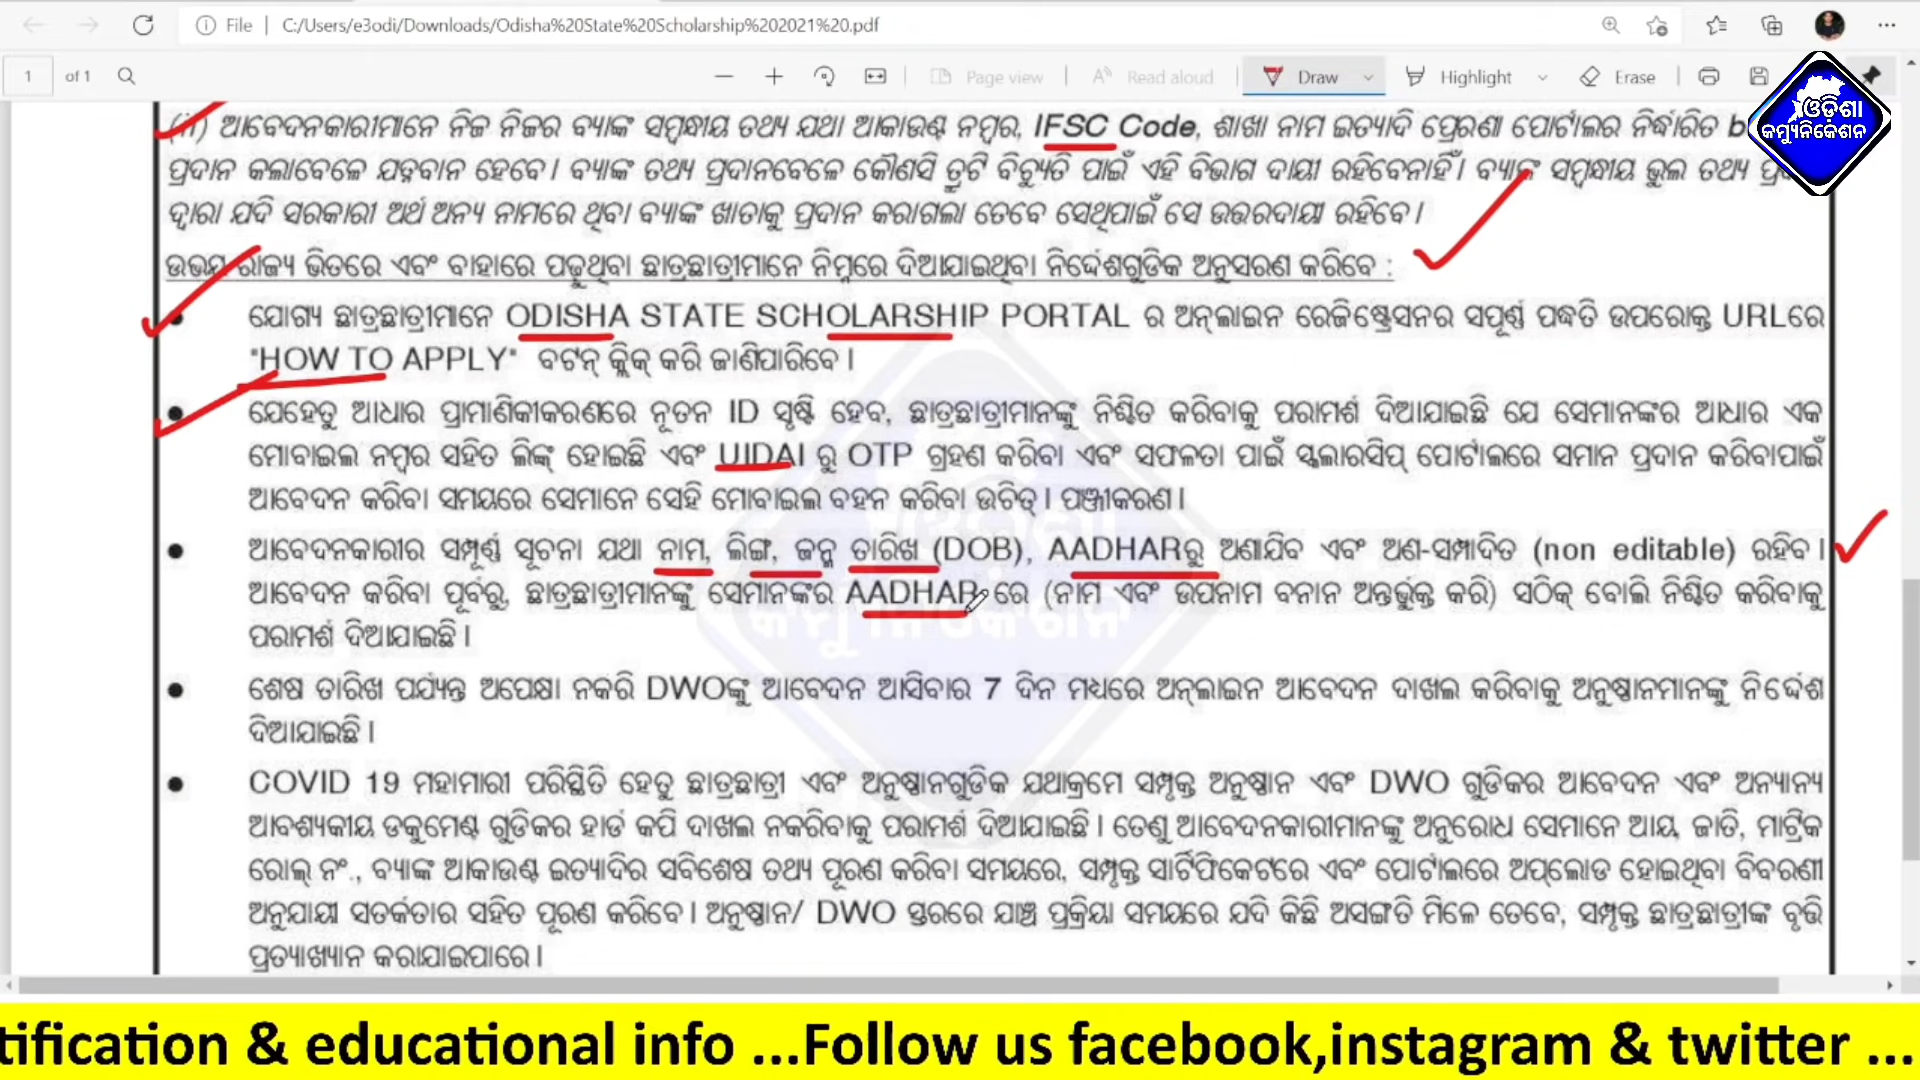 File | C:/Users/e3odi/Downloads/Odisha%20State%20Scholarship%202021%20.pdf
1 of 1 Page view Read aloud Draw Highlight Erase
ଓଡ଼ିଶା
କମ୍ୟୁନିକେଶନ
ଆବେଦନକାରୀମାନେ ନିଜ ନିଜର ବ୍ୟାଙ୍କ ସମ୍ବନ୍ଧୀୟ ତଥ୍ୟ ଯଥା ଆକାଉଣ୍ଟ ନମ୍ବର, IFSC Code, ଶାଖା ନାମ ଇତ୍ୟାଦି ପ୍ରେରଣା ପୋର୍ଟାଲର ନିର୍ଦ୍ଧାରିତ
ପ୍ରଦାନ କଲାବେଳେ ଯତ୍ନବାନ ହେବେ। ବ୍ୟାଙ୍କ ତଥ୍ୟ ପ୍ରଦାନବେଳେ କୌଣସି ତ୍ରୁଟି ବିଚ୍ୟୁତି ପାଇଁ ଏହି ବିଭାଗ ଦାୟୀ ରହିବେନାହିଁ। ବ୍ୟାଙ୍କ ସମ୍ବନ୍ଧୀୟ ଭୁଲ ତଥ୍ୟ
ଦ୍ୱାରା ଯଦି ସରକାରୀ ଅର୍ଥ ଅନ୍ୟ ନାମରେ ଥିବା ବ୍ୟାଙ୍କ ଖାତାକୁ ପ୍ରଦାନ କରାଗଲା ତେବେ ସେଥିପାଇଁ ସେ ଉତ୍ତରଦାୟୀ ରହିବେ।
ଉଭୟ ରାଜ୍ୟ ଭିତରେ ଏବଂ ବାହାରେ ପଢ଼ୁଥିବା ଛାତ୍ରଛାତ୍ରୀମାନେ ନିମ୍ନରେ ଦିଆଯାଇଥିବା ନିର୍ଦ୍ଦେଶଗୁଡିକ ଅନୁସରଣ କରିବେ :
● ଯୋଗ୍ୟ ଛାତ୍ରଛାତ୍ରୀମାନେ ODISHA STATE SCHOLARSHIP PORTAL ର ଅନ୍‌ଲାଇନ ରେଜିଷ୍ଟ୍ରେସନର ସପୂର୍ଣ୍ଣ ପଦ୍ଧତି ଉପରୋକ୍ତ URLରେ
"HOW TO APPLY" ବଟନ୍ କ୍ଲିକ୍ କରି ଜାଣିପାରିବେ।
● ଯେହେତୁ ଆଧାର ପ୍ରାମାଣିକୀକରଣରେ ନୂତନ ID ସୃଷ୍ଟି ହେବ, ଛାତ୍ରଛାତ୍ରୀମାନଙ୍କୁ ନିଶ୍ଚିତ କରିବାକୁ ପରାମର୍ଶ ଦିଆଯାଇଛି ଯେ ସେମାନଙ୍କର ଆଧାର ଏକ
ମୋବାଇଲ ନମ୍ବର ସହିତ ଲିଙ୍କ୍ ହୋଇଛି ଏବଂ UIDAI ରୁ OTP ଗ୍ରହଣ କରିବା ଏବଂ ସଫଳତା ପାଇଁ ସ୍କଲାରସିପ୍ ପୋର୍ଟାଲରେ ସମାନ ପ୍ରଦାନ କରିବାପାଇଁ
ଆବେଦନ କରିବା ସମୟରେ ସେମାନେ ସେହି ମୋବାଇଲ ବହନ କରିବା ଉଚିତ୍। ପଞ୍ଜୀକରଣ।
● ଆବେଦନକାରୀର ସମ୍ପୂର୍ଣ୍ଣ ସୂଚନା ଯଥା ନାମ, ଲିଙ୍ଗ, ଜନ୍ମ ତାରିଖ (DOB), AADHARରୁ ଅଣାଯିବ ଏବଂ ଅଣ-ସମ୍ପାଦିତ (non editable) ରହିବ।
ଆବେଦନ କରିବା ପୂର୍ବରୁ, ଛାତ୍ରଛାତ୍ରୀମାନଙ୍କୁ ସେମାନଙ୍କର AADHAR ରେ (ନାମ ଏବଂ ଉପନାମ ବନାନ ଅନ୍ତର୍ଭୁକ୍ତ କରି) ସଠିକ୍ ବୋଲି ନିଶ୍ଚିତ କରିବାକୁ
ପରାମର୍ଶ ଦିଆଯାଇଛି।
● ଶେଷ ତାରିଖ ପର୍ଯ୍ୟନ୍ତ ଅପେକ୍ଷା ନକରି DWOଙ୍କୁ ଆବେଦନ ଆସିବାର 7 ଦିନ ମଧ୍ୟରେ ଅନ୍‌ଲାଇନ ଆବେଦନ ଦାଖଲ କରିବାକୁ ଅନୁଷ୍ଠାନମାନଙ୍କୁ ନିର୍ଦ୍ଦେଶ
ଦିଆଯାଇଛି।
● COVID 19 ମହାମାରୀ ପରିସ୍ଥିତି ହେତୁ ଛାତ୍ରଛାତ୍ରୀ ଏବଂ ଅନୁଷ୍ଠାନଗୁଡିକ ଯଥାକ୍ରମେ ସମ୍ପୃକ୍ତ ଅନୁଷ୍ଠାନ ଏବଂ DWO ଗୁଡିକର ଆବେଦନ ଏବଂ ଅନ୍ୟାନ୍ୟ
ଆବଶ୍ୟକୀୟ ଡକୁମେଣ୍ଟ ଗୁଡିକର ହାର୍ଡ କପି ଦାଖଲ ନକରିବାକୁ ପରାମର୍ଶ ଦିଆଯାଇଛି। ତେଣୁ ଆବେଦନକାରୀମାନଙ୍କୁ ଅନୁରୋଧ ସେମାନେ ଆୟ, ଜାତି, ମାଟ୍ରିକ
ରୋଲ୍ ନଂ., ବ୍ୟାଙ୍କ ଆକାଉଣ୍ଟ ଇତ୍ୟାଦିର ସବିଶେଷ ତଥ୍ୟ ପୂରଣ କରିବା ସମୟରେ, ସମ୍ପୃକ୍ତ ସାର୍ଟିଫିକେଟରେ ଏବଂ ପୋର୍ଟାଲରେ ଅପ୍‌ଲୋଡ ହୋଇଥିବା ବିବରଣୀ
ଅନୁଯାୟୀ ସତର୍କତାର ସହିତ ପୂରଣ କରିବେ। ଅନୁଷ୍ଠାନ/ DWO ସ୍ତରରେ ଯାଞ୍ଚ ପ୍ରକ୍ରିୟା ସମୟରେ ଯଦି କିଛି ଅସଙ୍ଗତି ମିଳେ ତେବେ, ସମ୍ପୃକ୍ତ ଛାତ୍ରଛାତ୍ରୀଙ୍କ ବୃତ୍ତି
ପ୍ରତ୍ୟାଖ୍ୟାନ କରାଯାଇପାରେ।
tification & educational info ...Follow us facebook,instagram & twitter ...